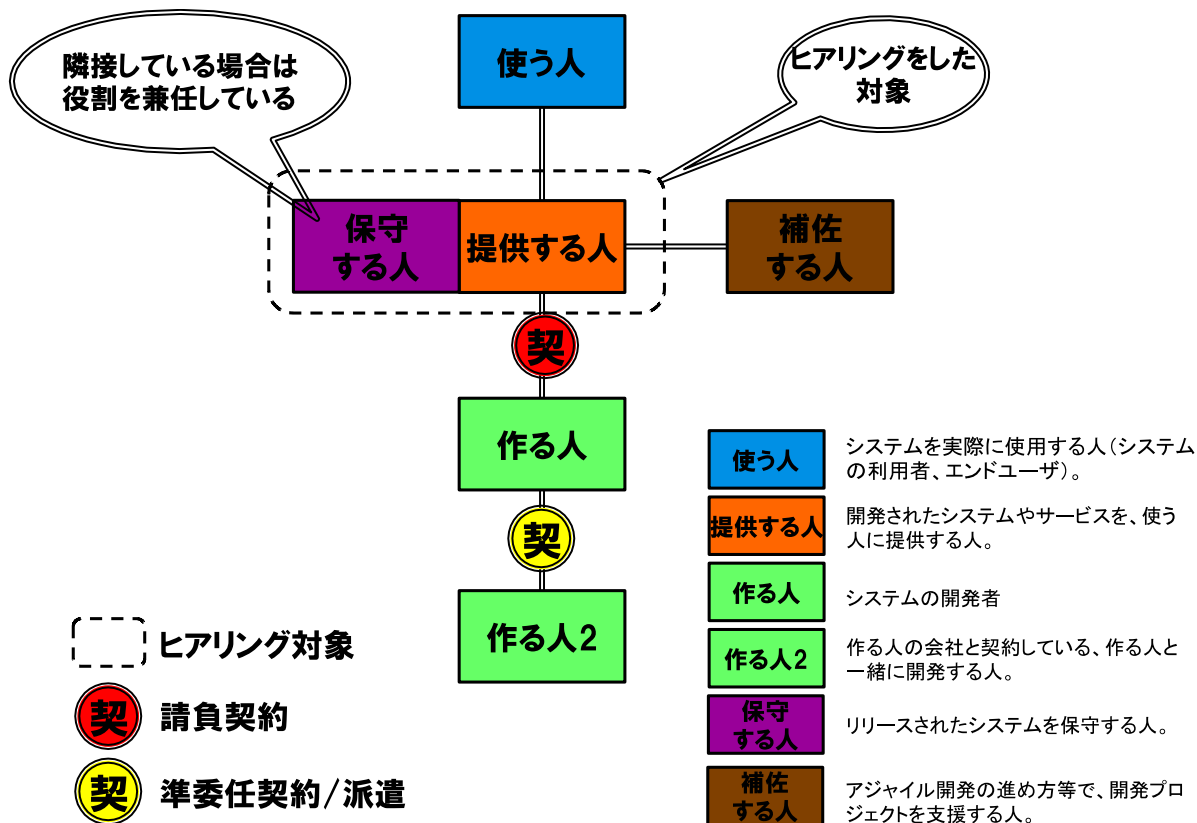 隣接している場合は
役割を兼任している
使う人
ヒアリングをした
対象
保守
する人
提供する人
補佐
する人
契
作る人
契
作る人2
ヒアリング対象
契
請負契約
契
準委任契約/派遣
使う人
システムを実際に使用する人(システム
の利用者、エンドユーザ)。
提供する人
開発されたシステムやサービスを、使う
人に提供する人。
作る人
システムの開発者
作る人2
作る人の会社と契約している、作る人と
一緒に開発する人。
保守
する人
リリースされたシステムを保守する人。
補佐
する人
アジャイル開発の進め方等で、開発プロ
ジェクトを支援する人。